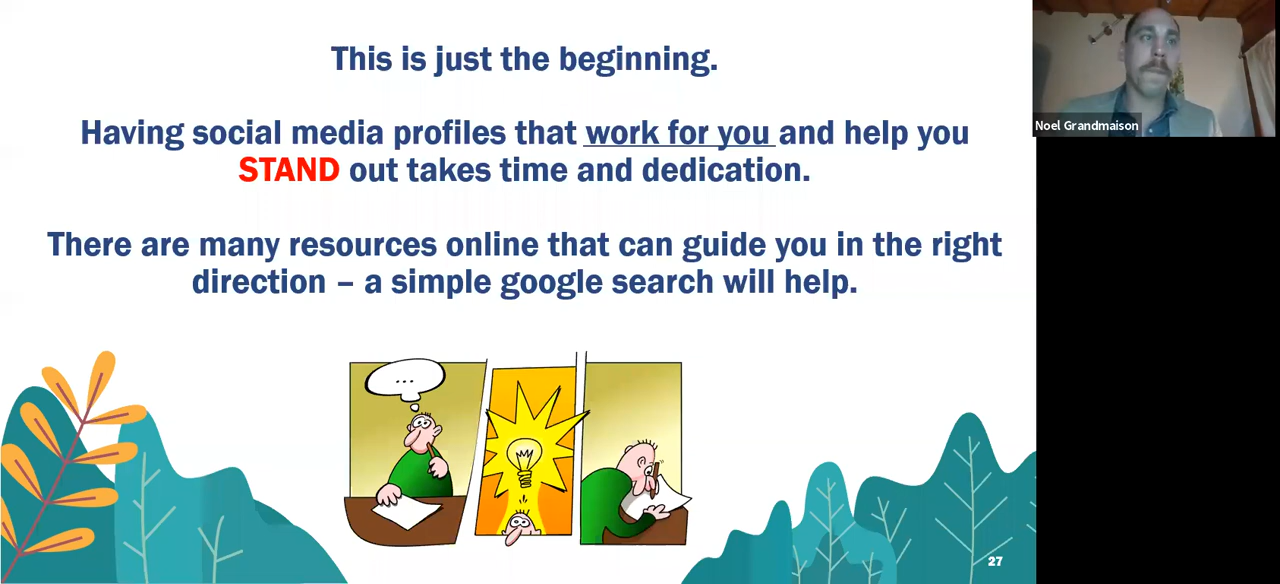 This is just the beginning.
Having social media profiles that work for you and help you
STAND out takes time and dedication.
There are many resources online that can guide you in the right
direction – a simple google search will help.
...
27
Noel Grandmaison